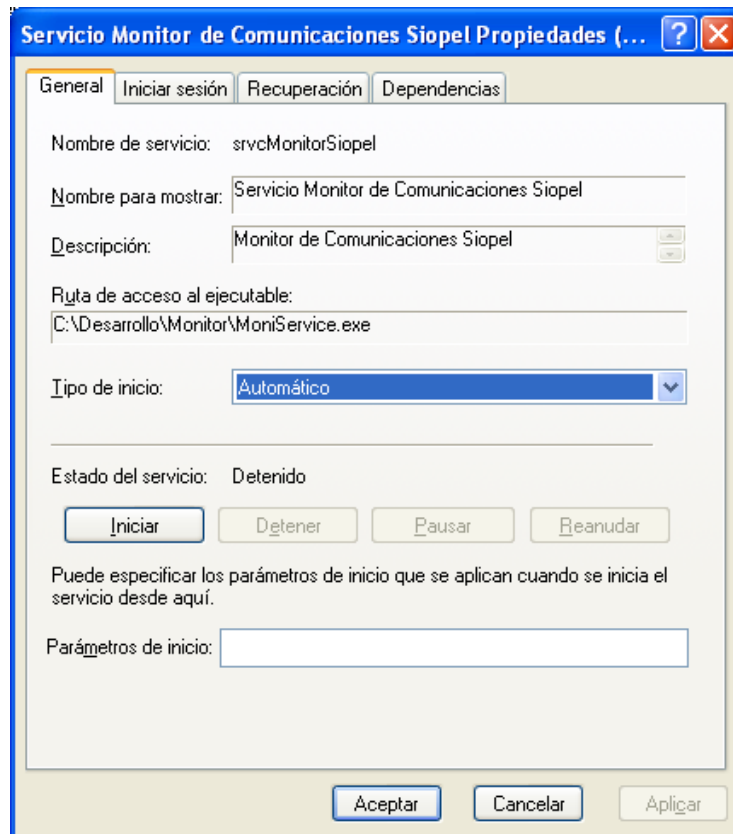 Servicio Monitor de Comunicaciones Siopel Propiedades (...
General Iniciar sesión Recuperación Dependencias
Nombre de servicio: srvcMonitorSiopel
Nombre para mostrar: Servicio Monitor de Comunicaciones Siopel
Descripción: Monitor de Comunicaciones Siopel
Ruta de acceso al ejecutable:
C:\Desarrollo\Monitor\MoniService.exe
Tipo de inicio: Automático
Estado del servicio: Detenido
Iniciar Detener Pausar Reanudar
Puede especificar los parámetros de inicio que se aplican cuando se inicia el
servicio desde aquí.
Parámetros de inicio:
Aceptar Cancelar Aplicar